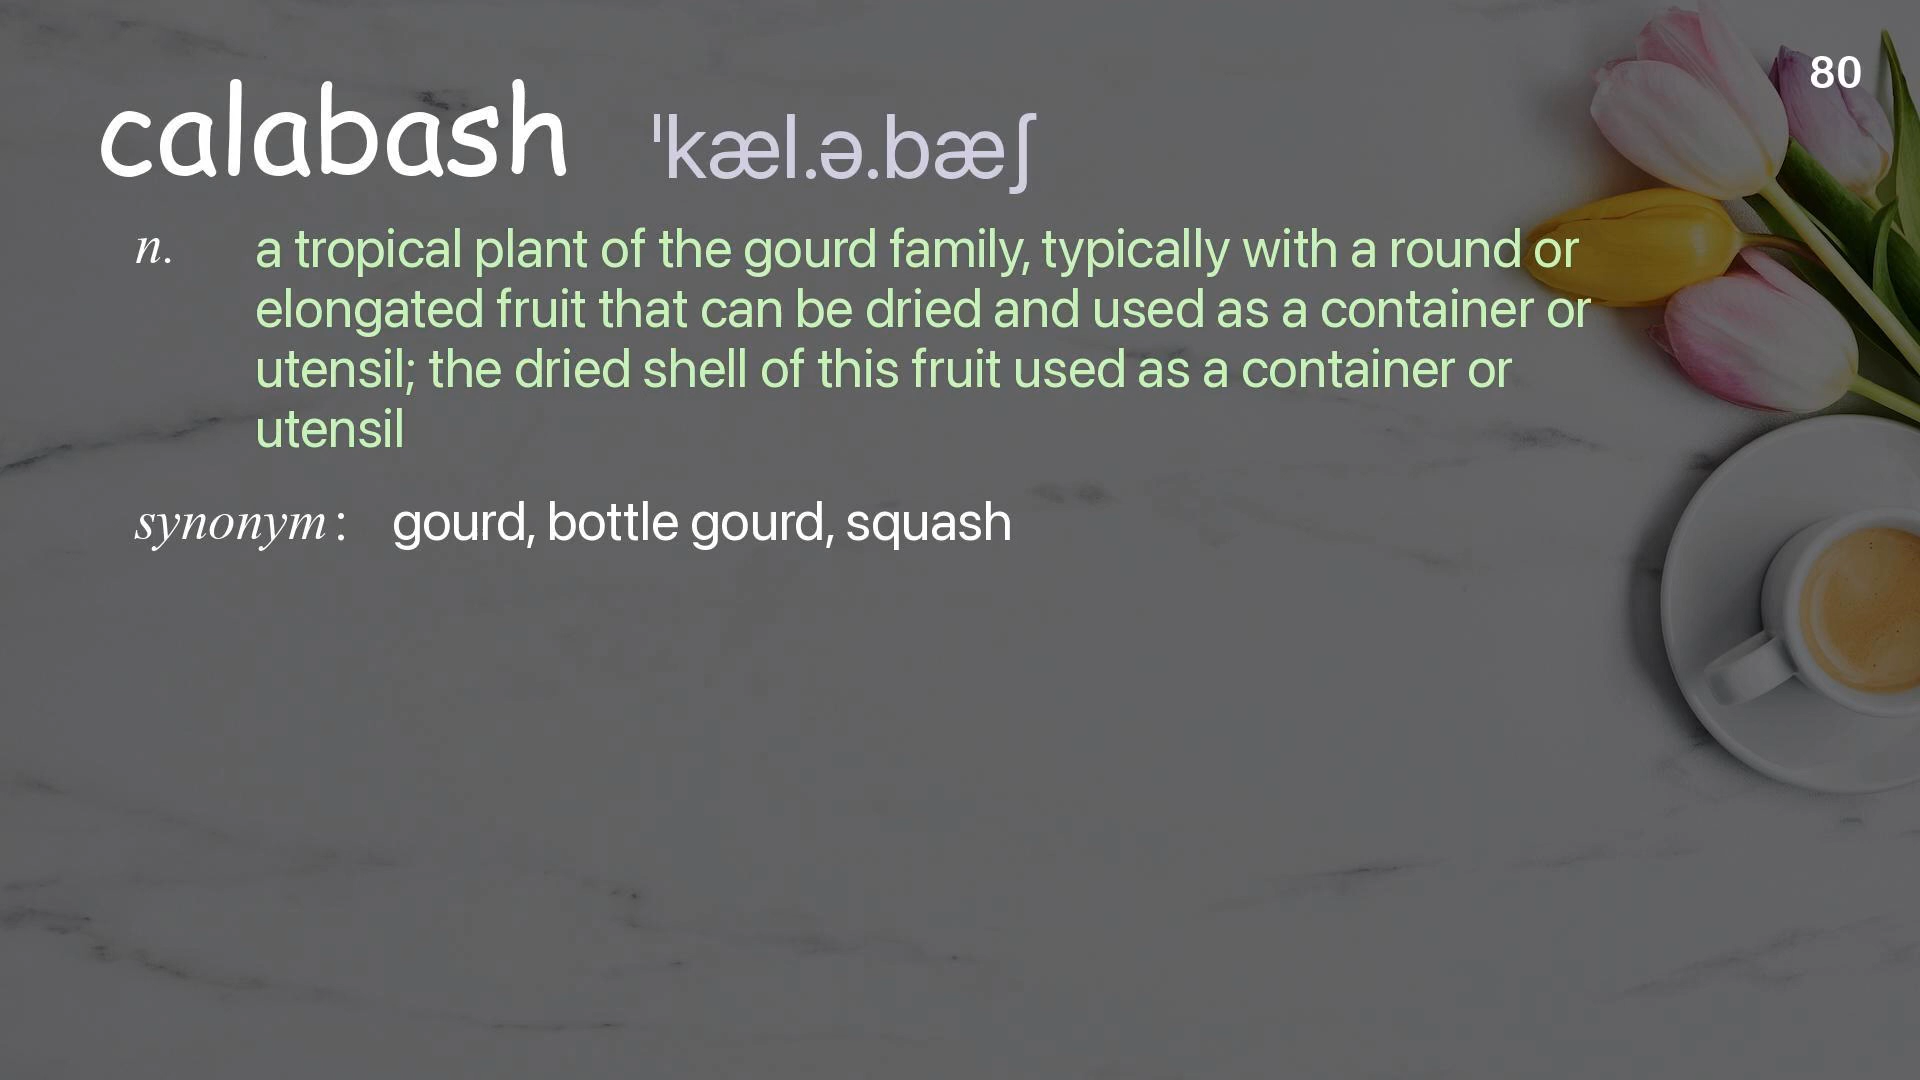 80
calabash ˈkæl.ə.bæʃ
n. a tropical plant of the gourd family, typically with a round or
elongated fruit that can be dried and used as a container or
utensil; the dried shell of this fruit used as a container or
utensil
synonym: gourd, bottle gourd, squash